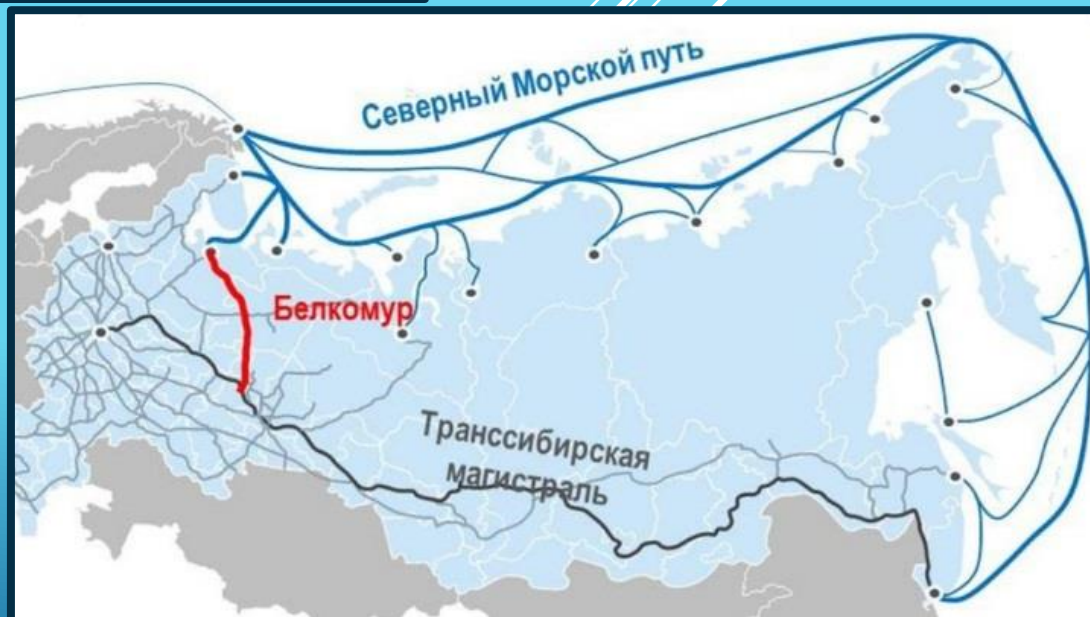 Северный Морской путь
Белкомур
Транссибирская
магистраль